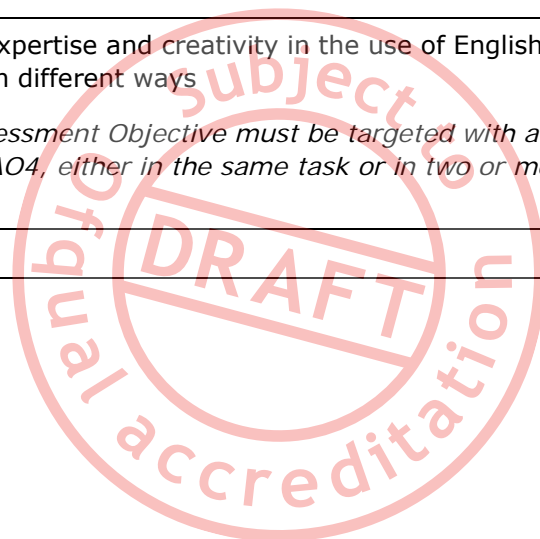 xpertise and creativity in the use of English
n different ways
essment Objective must be targeted with a
AO4, either in the same task or in two or m
Subject to
DRAFT
Ofqual accreditation